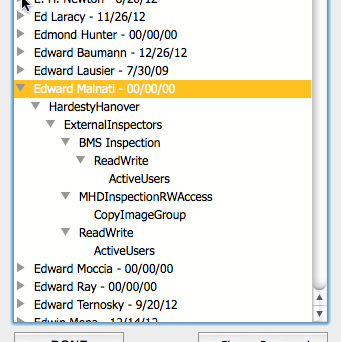 E. H. Newton - 6/26/12
Ed Laracy - 11/26/12
Edmond Hunter - 00/00/00
Edward Baumann - 12/26/12
Edward Lausier - 7/30/09
Edward Malnati - 00/00/00
HardestyHanover
ExternalInspectors
BMS Inspection
ReadWrite
ActiveUsers
MHDInspectionRWAccess
CopyImageGroup
ReadWrite
ActiveUsers
Edward Moccia - 00/00/00
Edward Ray - 00/00/00
Edward Ternosky - 9/20/12
Edwin Mena - 12/14/12
DONE